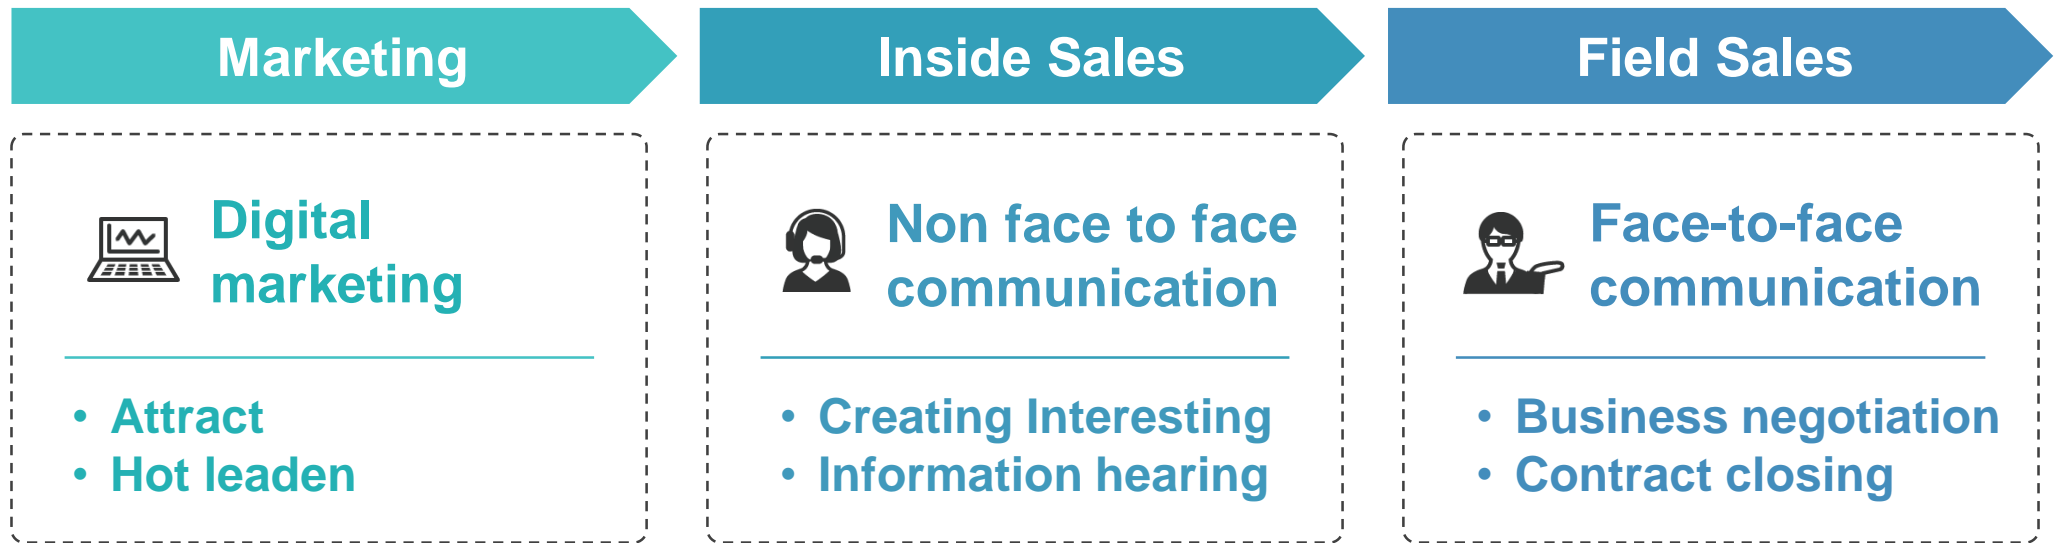 Marketing
Inside Sales
Field Sales
Digital
marketing
• Attract
• Hot leaden
Non face to face
communication
• Creating Interesting
• Information hearing
Face-to-face
communication
• Business negotiation
• Contract closing